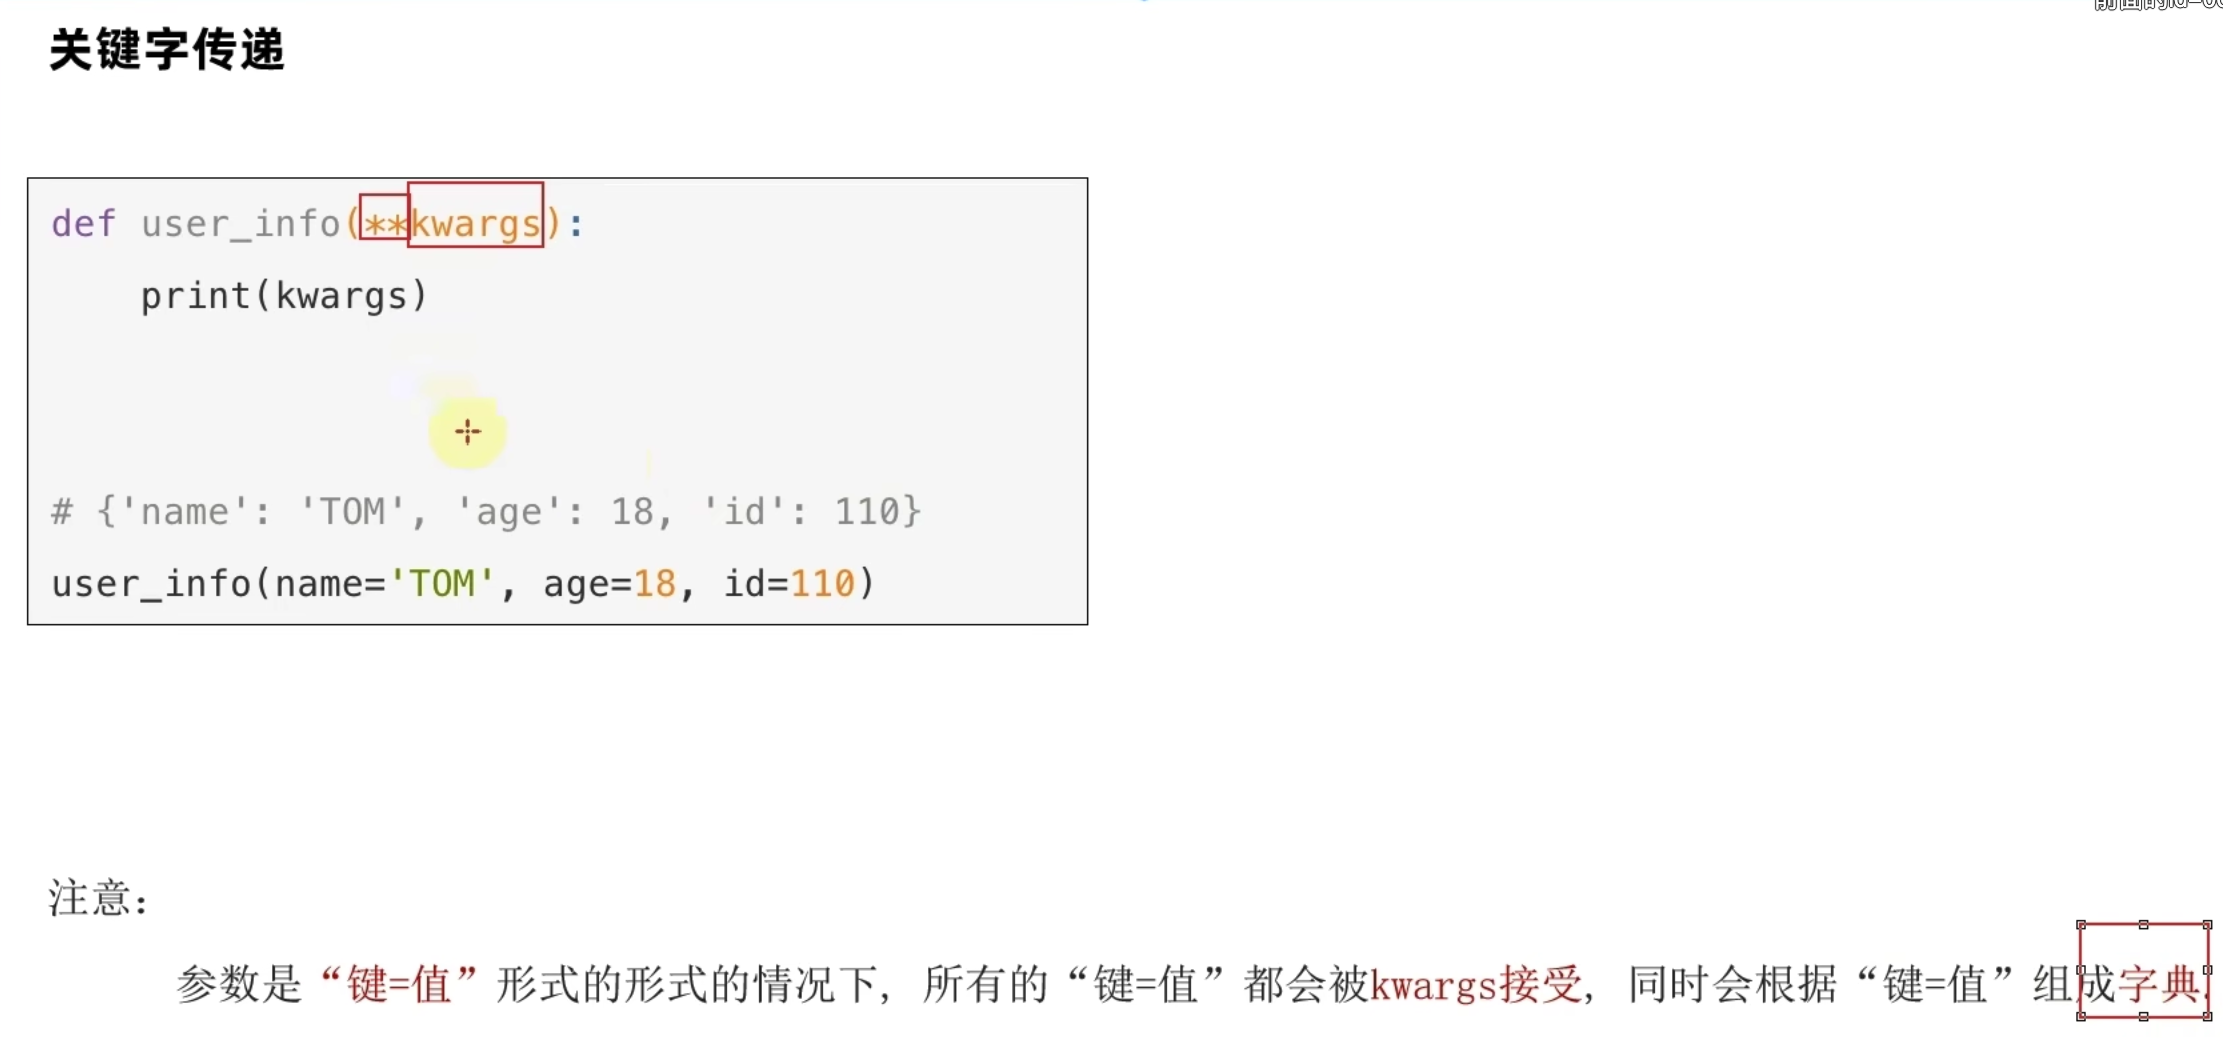 关键字传递
def user_info(**kwargs):
    print(kwargs)
# {'name': 'TOM', 'age': 18, 'id': 110}
user_info(name='TOM', age=18, id=110)
注意：
参数是“键=值”形式的形式的情况下, 所有的“键=值”都会被kwargs接受, 同时会根据“键=值”组成字典.